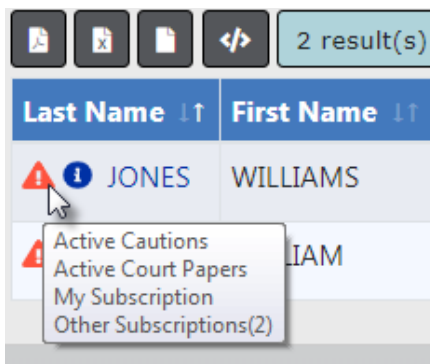 2 result(s)
Last Name First Name
JONES WILLIAMS
LIAM
Active Cautions
Active Court Papers
My Subscription
Other Subscriptions(2)